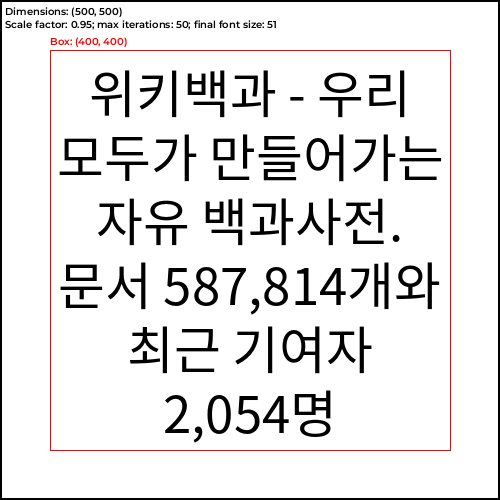 Dimensions: (500, 500)
Scale factor: 0.95; max iterations: 50; final font size: 51
Box: (400, 400)
위키백과 - 우리
모두가 만들어가는
자유 백과사전.
문서 587,814개와
최근 기여자
2,054명